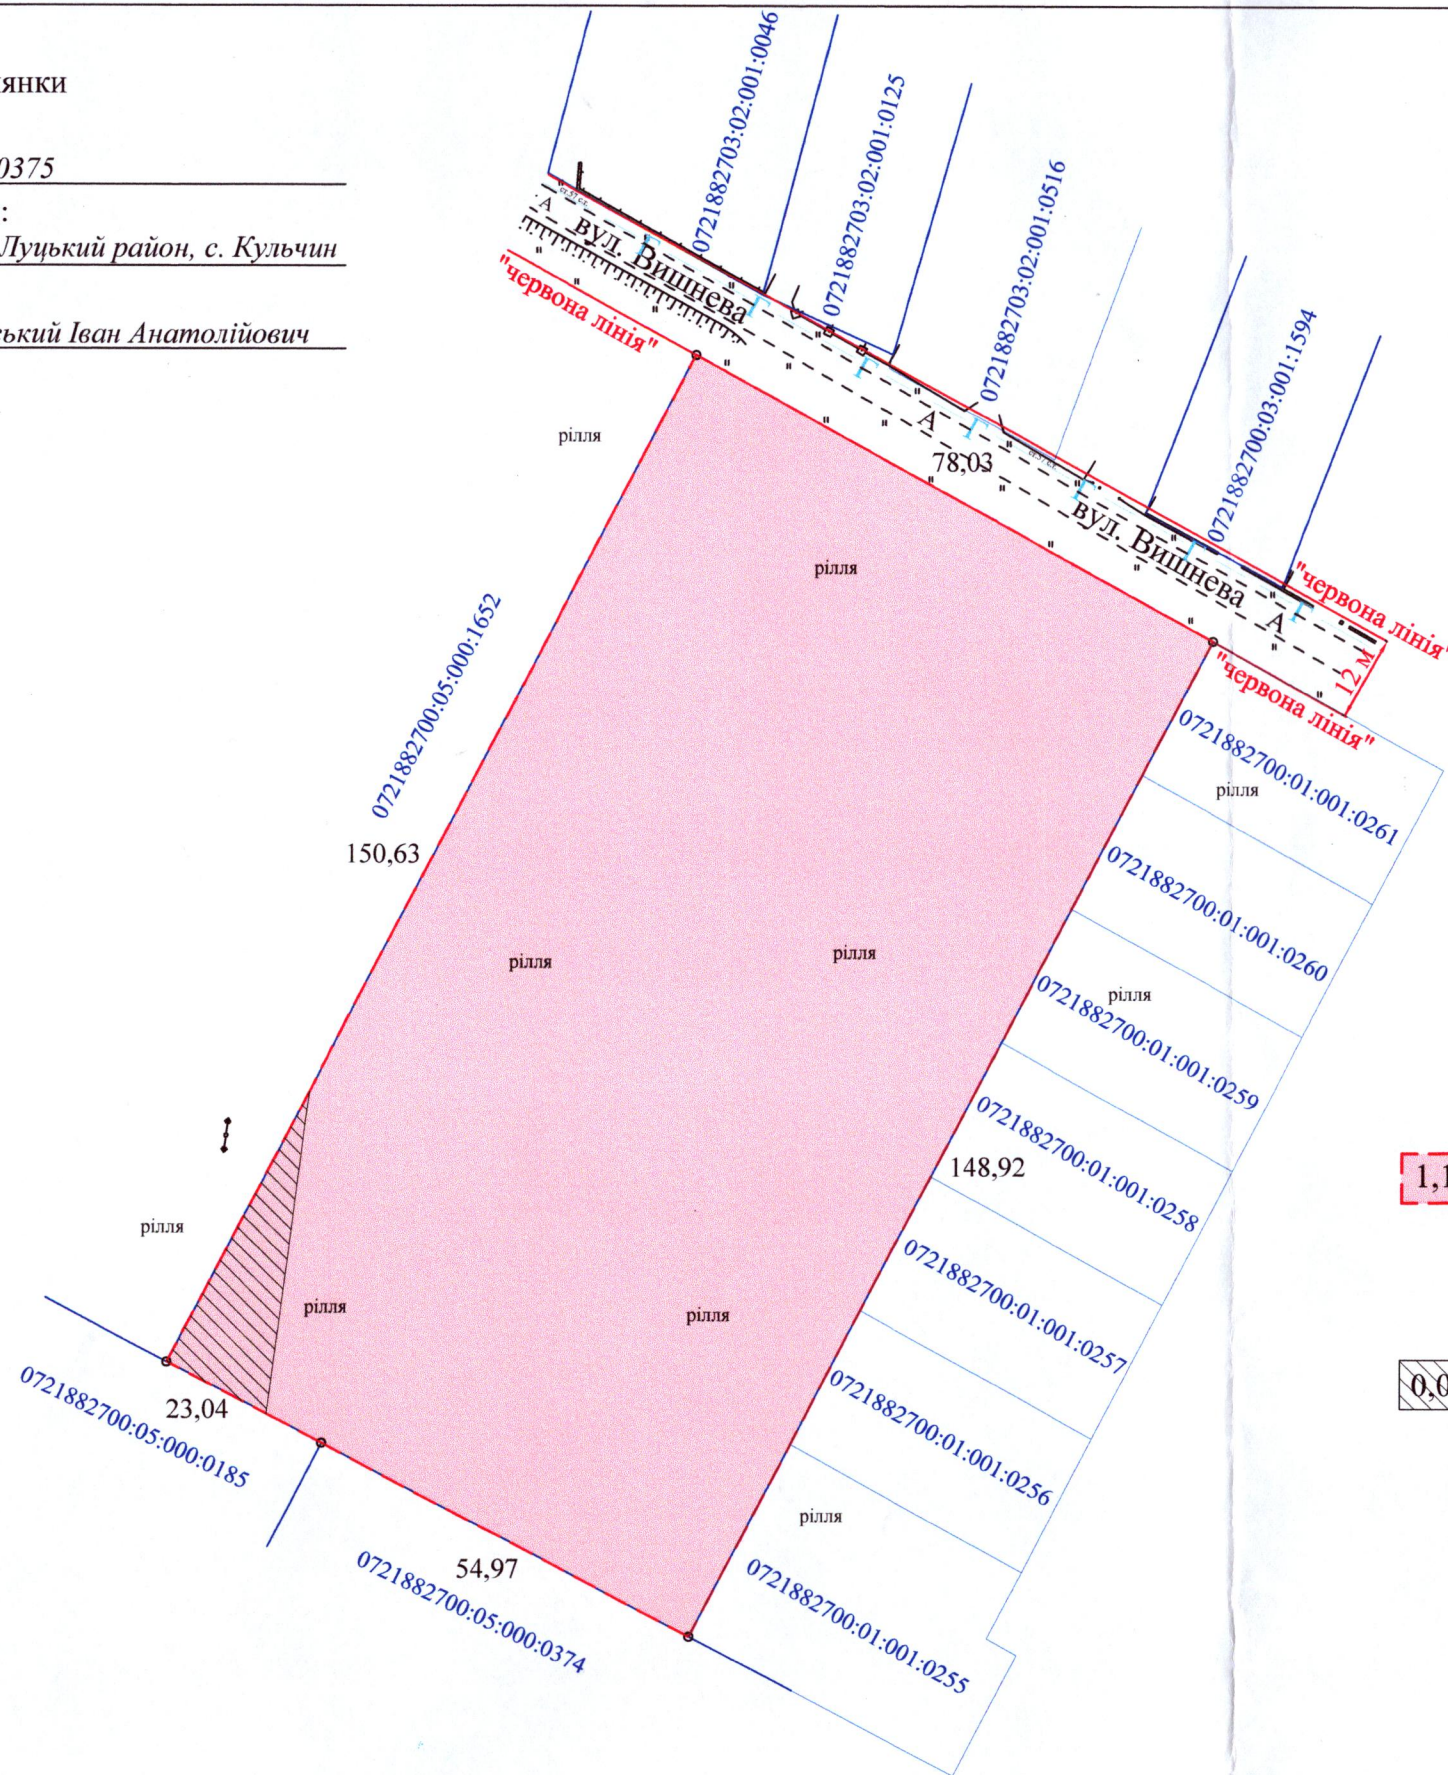 янки
0375
:
Луцький район, с. Кульчин
ський Іван Анатолійович
0721882703:02:001:0046
0721882703:02:001:0125
0721882703:02:001:0516
0721882700:03:001:1594
А
вул. Вишнева
Г
"червона лінія"
Г
Г
рілля
А
Г
78,03
Г
вул. Вишнева
Г
А
Г
"червона лінія"
12 м
"червона лінія"
рілля
0721882700:05:000:1652
150,63
0721882700:01:001:0261
рілля
0721882700:01:001:0260
рілля
рілля
0721882700:01:001:0259
рілля
0721882700:01:001:0258
148,92
1,1
рілля
0721882700:01:001:0257
рілля
рілля
0,0
0721882700:01:001:0256
23,04
0721882700:05:000:0185
рілля
54,97
0721882700:05:000:0374
0721882700:01:001:0255